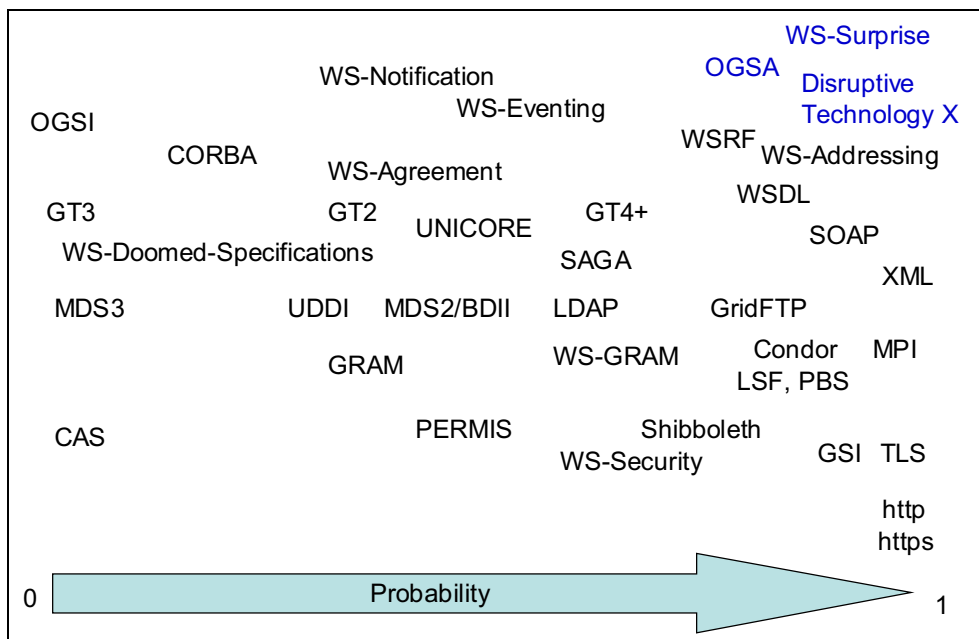 WS-Surprise
OGSA
Disruptive
Technology X
WS-Notification
WS-Eventing
OGSI
CORBA
WSRF
WS-Addressing
WS-Agreement
WSDL
GT3
GT2
UNICORE
GT4+
SOAP
WS-Doomed-Specifications
SAGA
XML
MDS3
UDDI
MDS2/BDII
LDAP
GridFTP
GRAM
WS-GRAM
Condor
MPI
LSF, PBS
CAS
PERMIS
Shibboleth
WS-Security
GSI
TLS
http
https
0
Probability
1